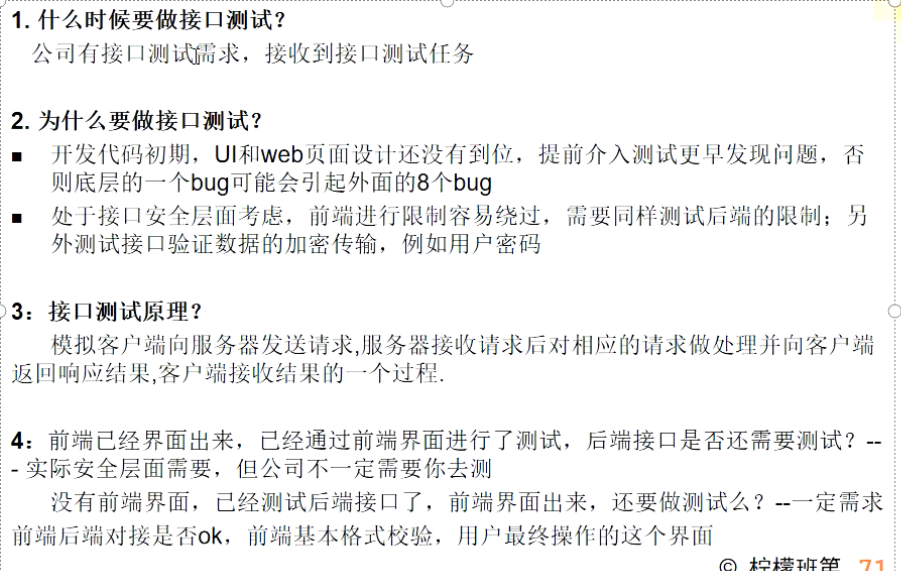 1. 什么时候要做接口测试？
公司有接口测试需求，接收到接口测试任务
2. 为什么要做接口测试？
■ 开发代码初期，UI和web页面设计还没有到位，提前介入测试更早发现问题，否
则底层的一个bug可能会引起外面的8个bug
■ 处于接口安全层面考虑，前端进行限制容易绕过，需要同样测试后端的限制；另
外测试接口验证数据的加密传输，例如用户密码
3：接口测试原理？
模拟客户端向服务器发送请求,服务器接收请求后对相应的请求做处理并向客户端
返回响应结果,客户端接收结果的一个过程.
4：前端已经界面出来，已经通过前端界面进行了测试，后端接口是否还需要测试？--
- 实际安全层面需要，但公司不一定需要你去测
没有前端界面，已经测试后端接口了，前端界面出来，还要做测试么？--一定需求
前端后端对接是否ok，前端基本格式校验，用户最终操作的这个界面
© 柠檬班第 71